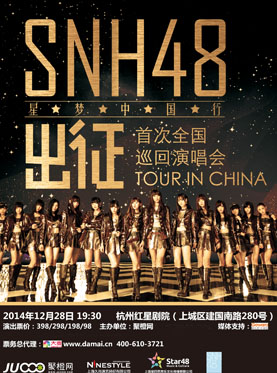 SNH48
星★梦★中★国★行
出征
首次全国
巡回演唱会
TOUR IN CHINA
2014年12月28日 19:30 杭州红星剧院（上城区建国南路280号）
演出票价：398/298/198/98 主办单位：聚橙网 媒体支持：
票务总代理： www.damai.cn 400-610-3721
JUooo 聚橙网
NINESTYLE
Star48